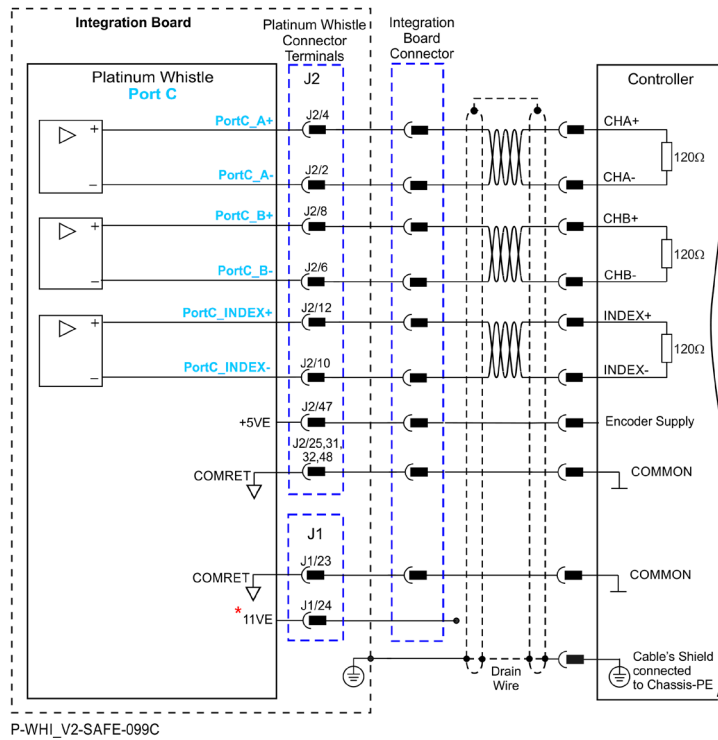 Integration Board
Platinum Whistle
Connector
Terminals
Integration
Board
Connector
Platinum Whistle
Port C
J2
Controller
PortC_A+
J2/4
CHA+
120Ω
PortC_A-
J2/2
CHA-
PortC_B+
J2/8
CHB+
120Ω
PortC_B-
J2/6
CHB-
PortC_INDEX+
J2/12
INDEX+
120Ω
PortC_INDEX-
J2/10
INDEX-
+5VE
J2/47
Encoder Supply
J2/25,31,
32,48
COMRET
COMMON
J1
J1/23
COMRET
COMMON
J1/24
*11VE
Drain
Wire
Cable's Shield
connected
to Chassis-PE
P-WHI_V2-SAFE-099C